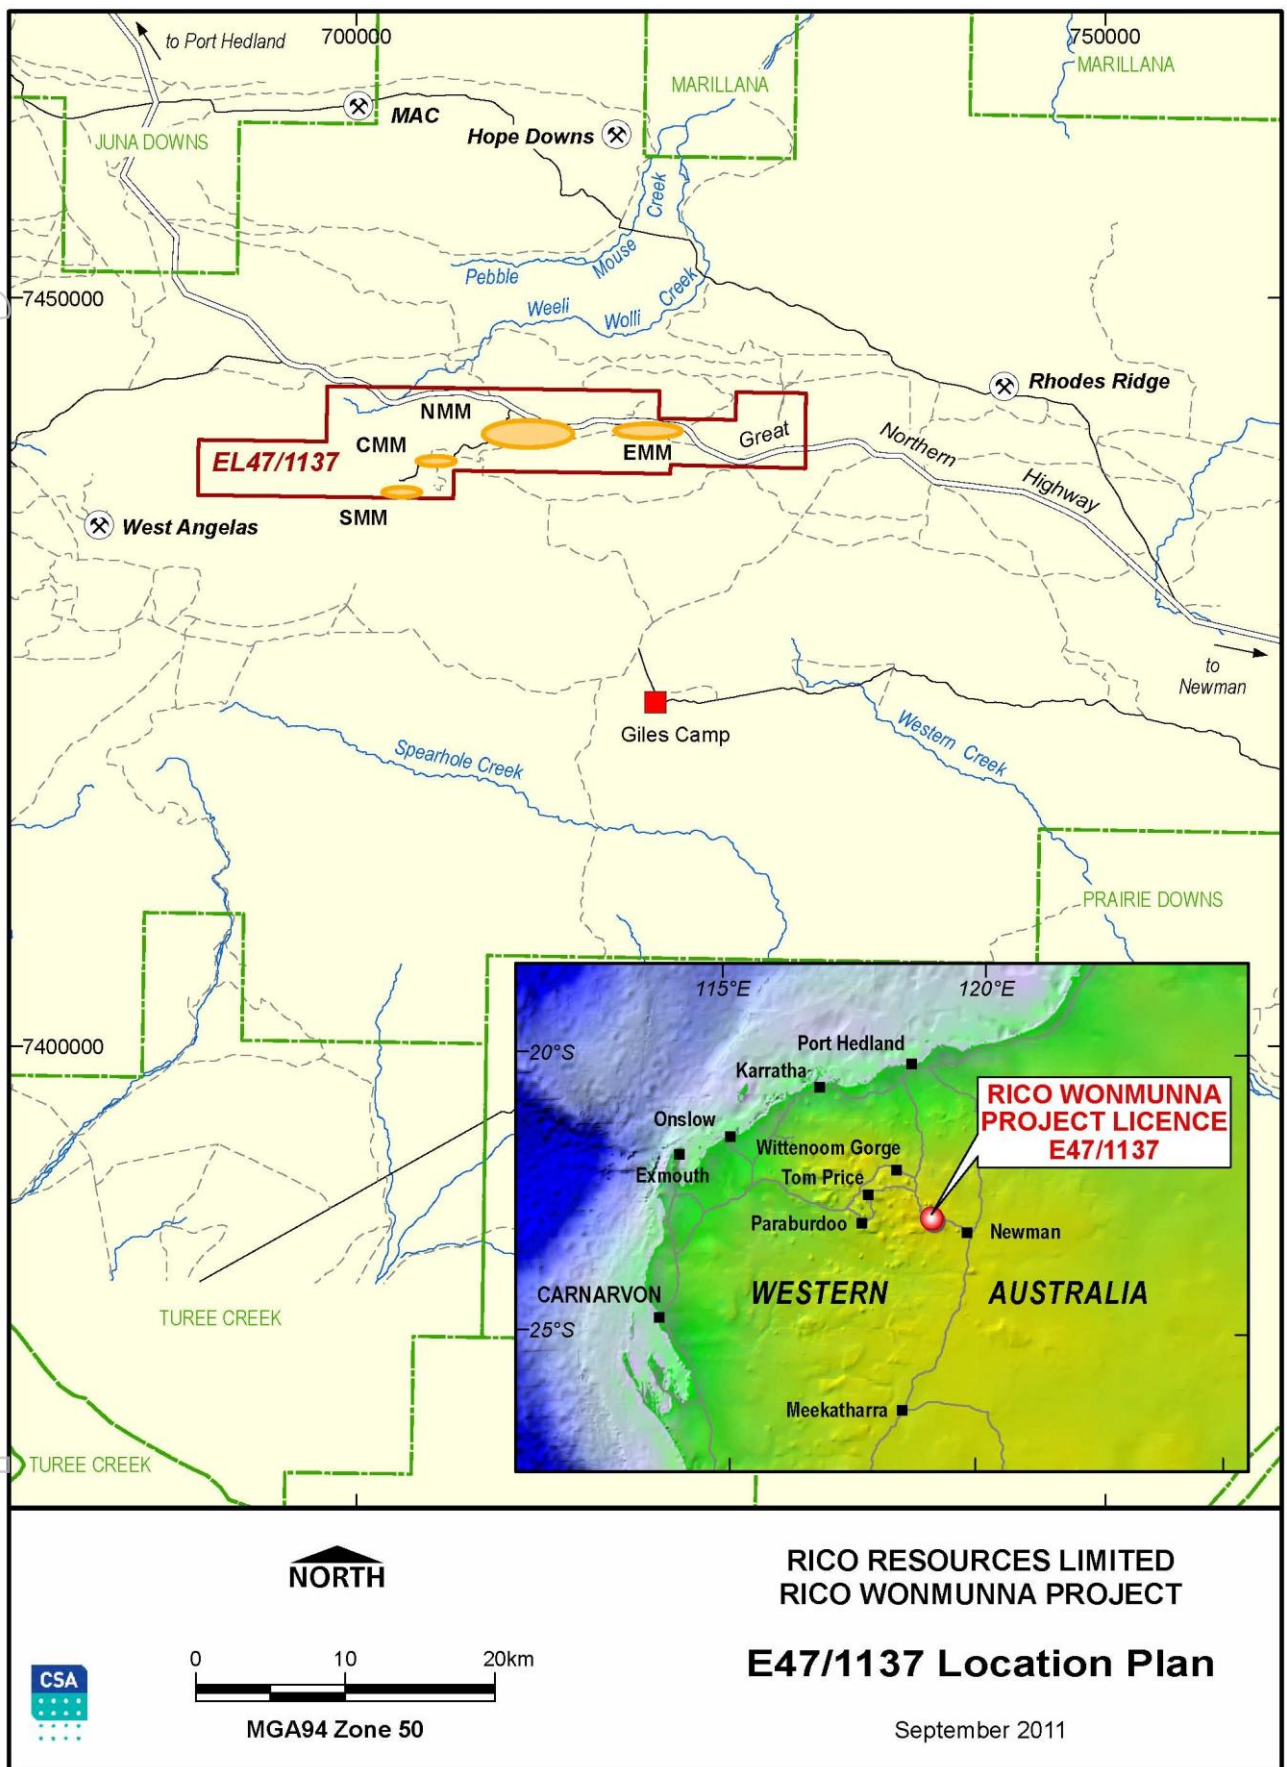 to Port Hedland
700000
750000
MARILLANA
MARILLANA
MAC
Hope Downs
JUNA DOWNS
Creek
Mouse
Pebble
7450000
Weeli
Wolli
Creek
Rhodes Ridge
NMM
CMM
EL47/1137
EMM
Great
Northern
Highway
SMM
West Angelas
to
Newman
Giles Camp
Western Creek
Spearhole Creek
PRAIRIE DOWNS
7400000
115°E
120°E
20°S
Port Hedland
Karratha
RICO WONMUNNA
PROJECT LICENCE
E47/1137
Onslow
Wittenoom Gorge
Exmouth
Tom Price
Paraburdoo
Newman
CARNARVON
WESTERN AUSTRALIA
25°S
Meekatharra
TUREE CREEK
TUREE CREEK
NORTH
RICO RESOURCES LIMITED
RICO WONMUNNA PROJECT
0 10 20km
E47/1137 Location Plan
CSA
MGA94 Zone 50
September 2011